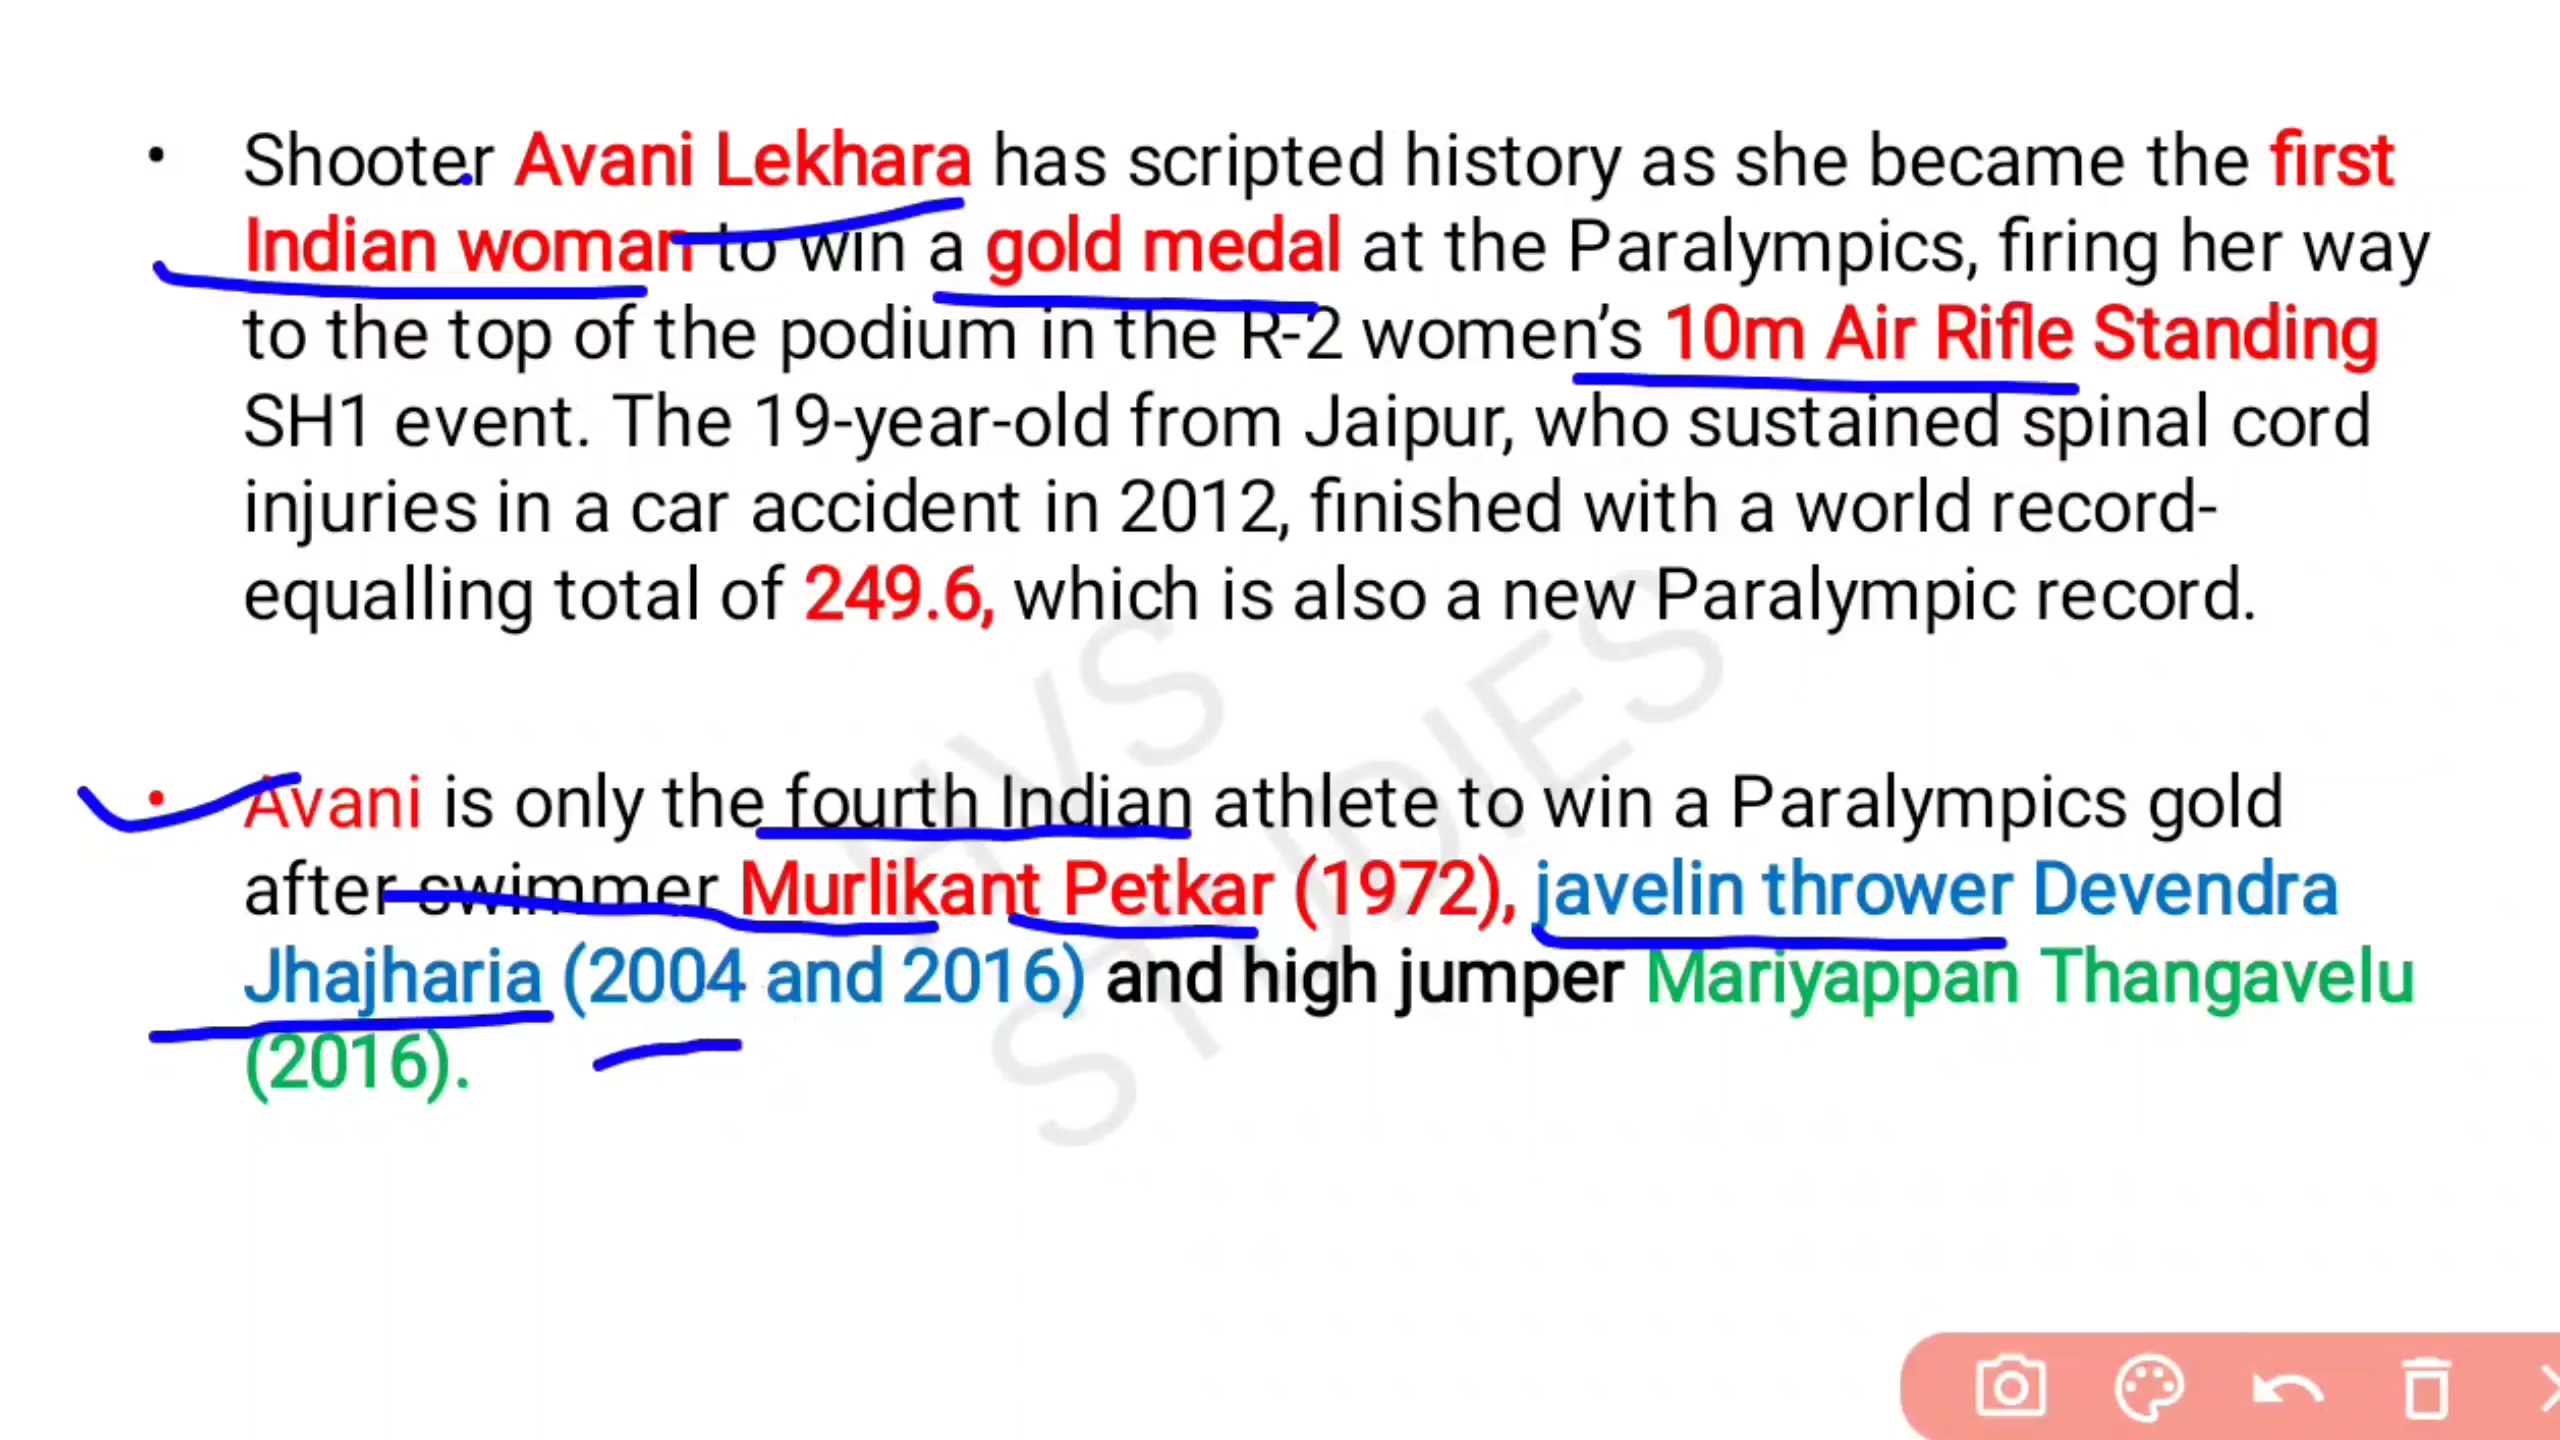 • Shooter Avani Lekhara has scripted history as she became the first
Indian woman to win a gold medal at the Paralympics, firing her way
to the top of the podium in the R-2 women’s 10m Air Rifle Standing
SH1 event. The 19-year-old from Jaipur, who sustained spinal cord
injuries in a car accident in 2012, finished with a world record-
equalling total of 249.6, which is also a new Paralympic record.
• Avani is only the fourth Indian athlete to win a Paralympics gold
after swimmer Murlikant Petkar (1972), javelin thrower Devendra
Jhajharia (2004 and 2016) and high jumper Mariyappan Thangavelu
(2016).
HVS
STUDIES